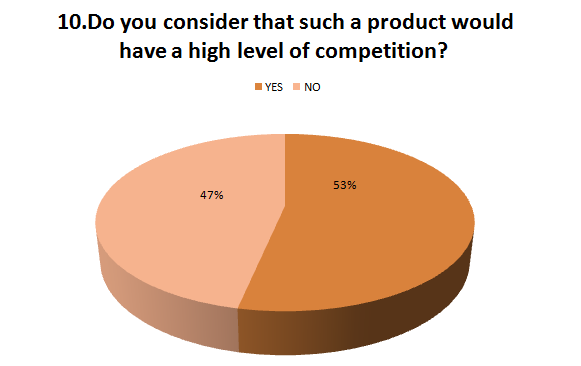 10.Do you consider that such a product would
have a high level of competition?
YES NO
53%
47%